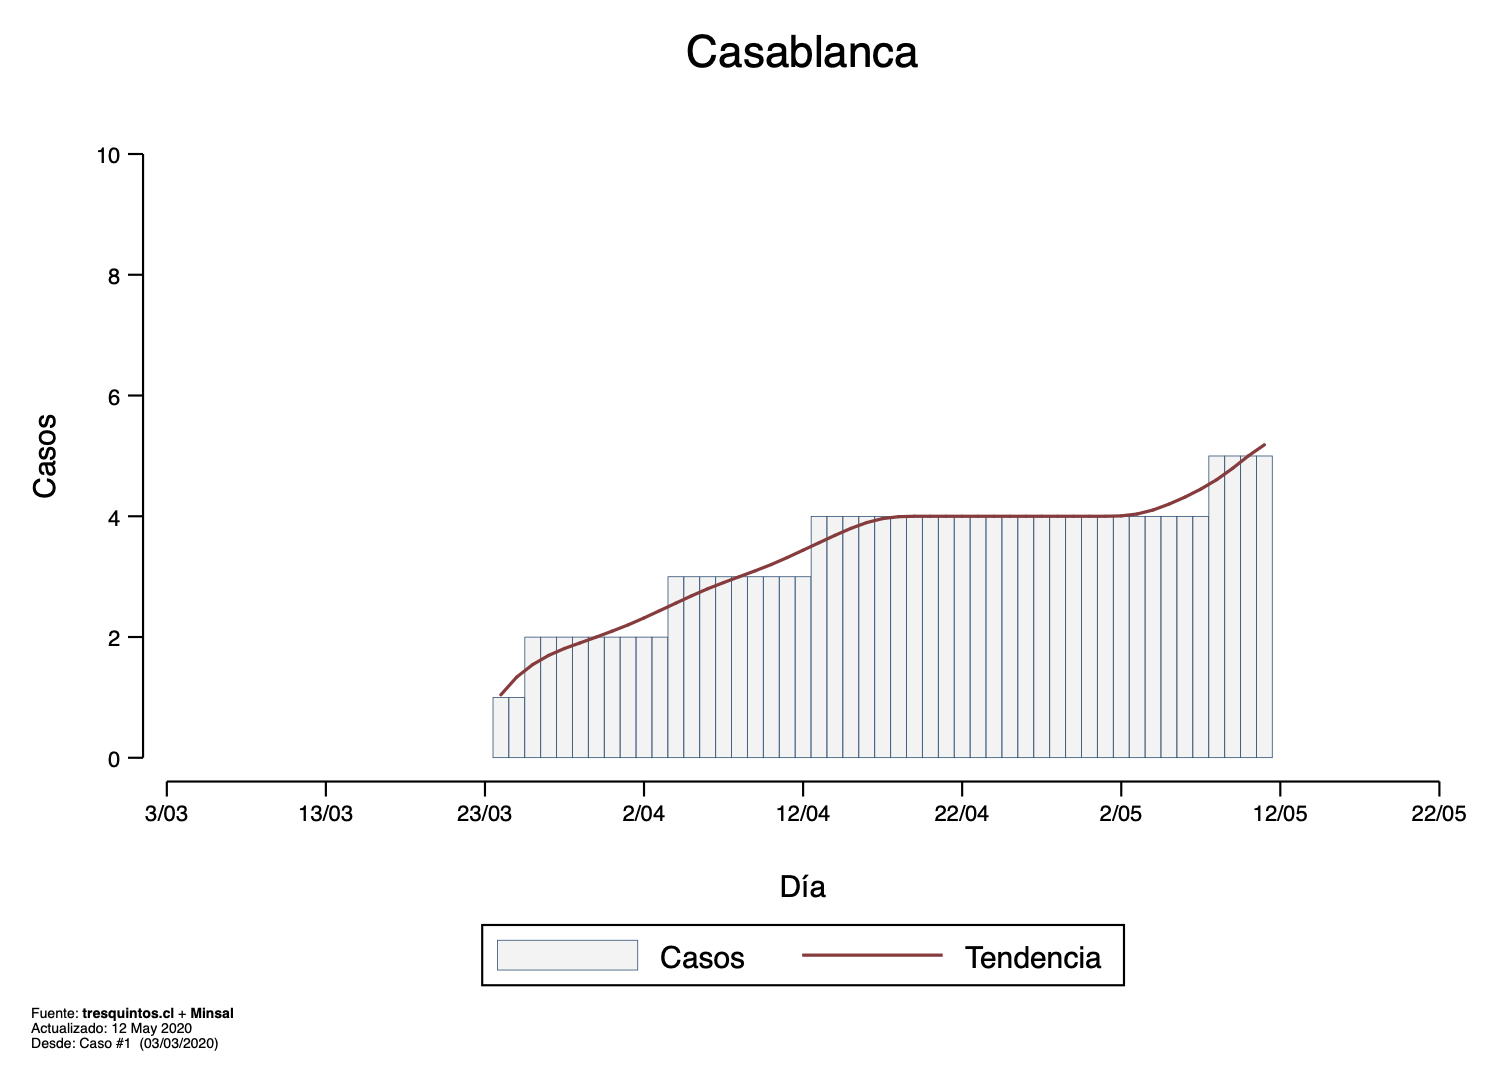 Casablanca
10
8
6
4
2
0
Casos
3/03 13/03 23/03 2/04 12/04 22/04 2/05 12/05 22/05
Día
Casos Tendencia
Fuente: tresquintos.cl + Minsal
Actualizado: 12 May 2020
Desde: Caso #1 (03/03/2020)